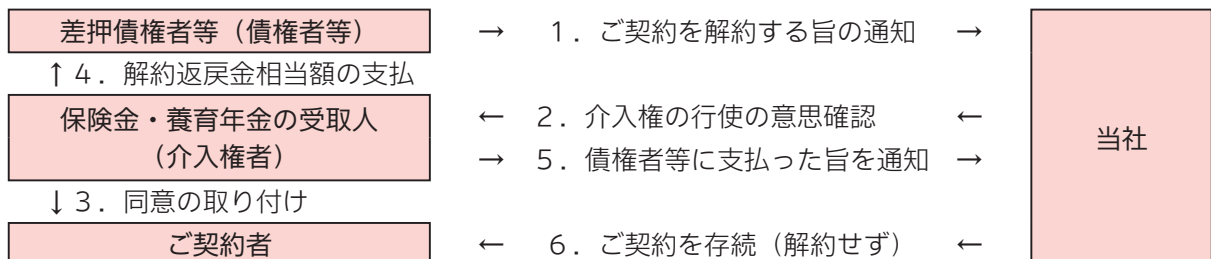 差押債権者等（債権者等） → 1．ご契約を解約する旨の通知 →
↑4．解約返戻金相当額の支払
保険金・養育年金の受取人 ← 2．介入権の行使の意思確認 ←
（介入権者） → 5．債権者等に支払った旨を通知 →
当社
↓3．同意の取り付け
ご契約者 ← 6．ご契約を存続（解約せず） ←